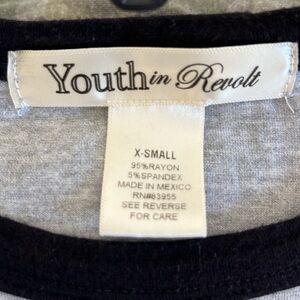 Youth in Revolt
X-SMALL
95%RAYON
5%SPANDEX
MADE IN MEXICO
RN#83955
SEE REVERSE
FOR CARE